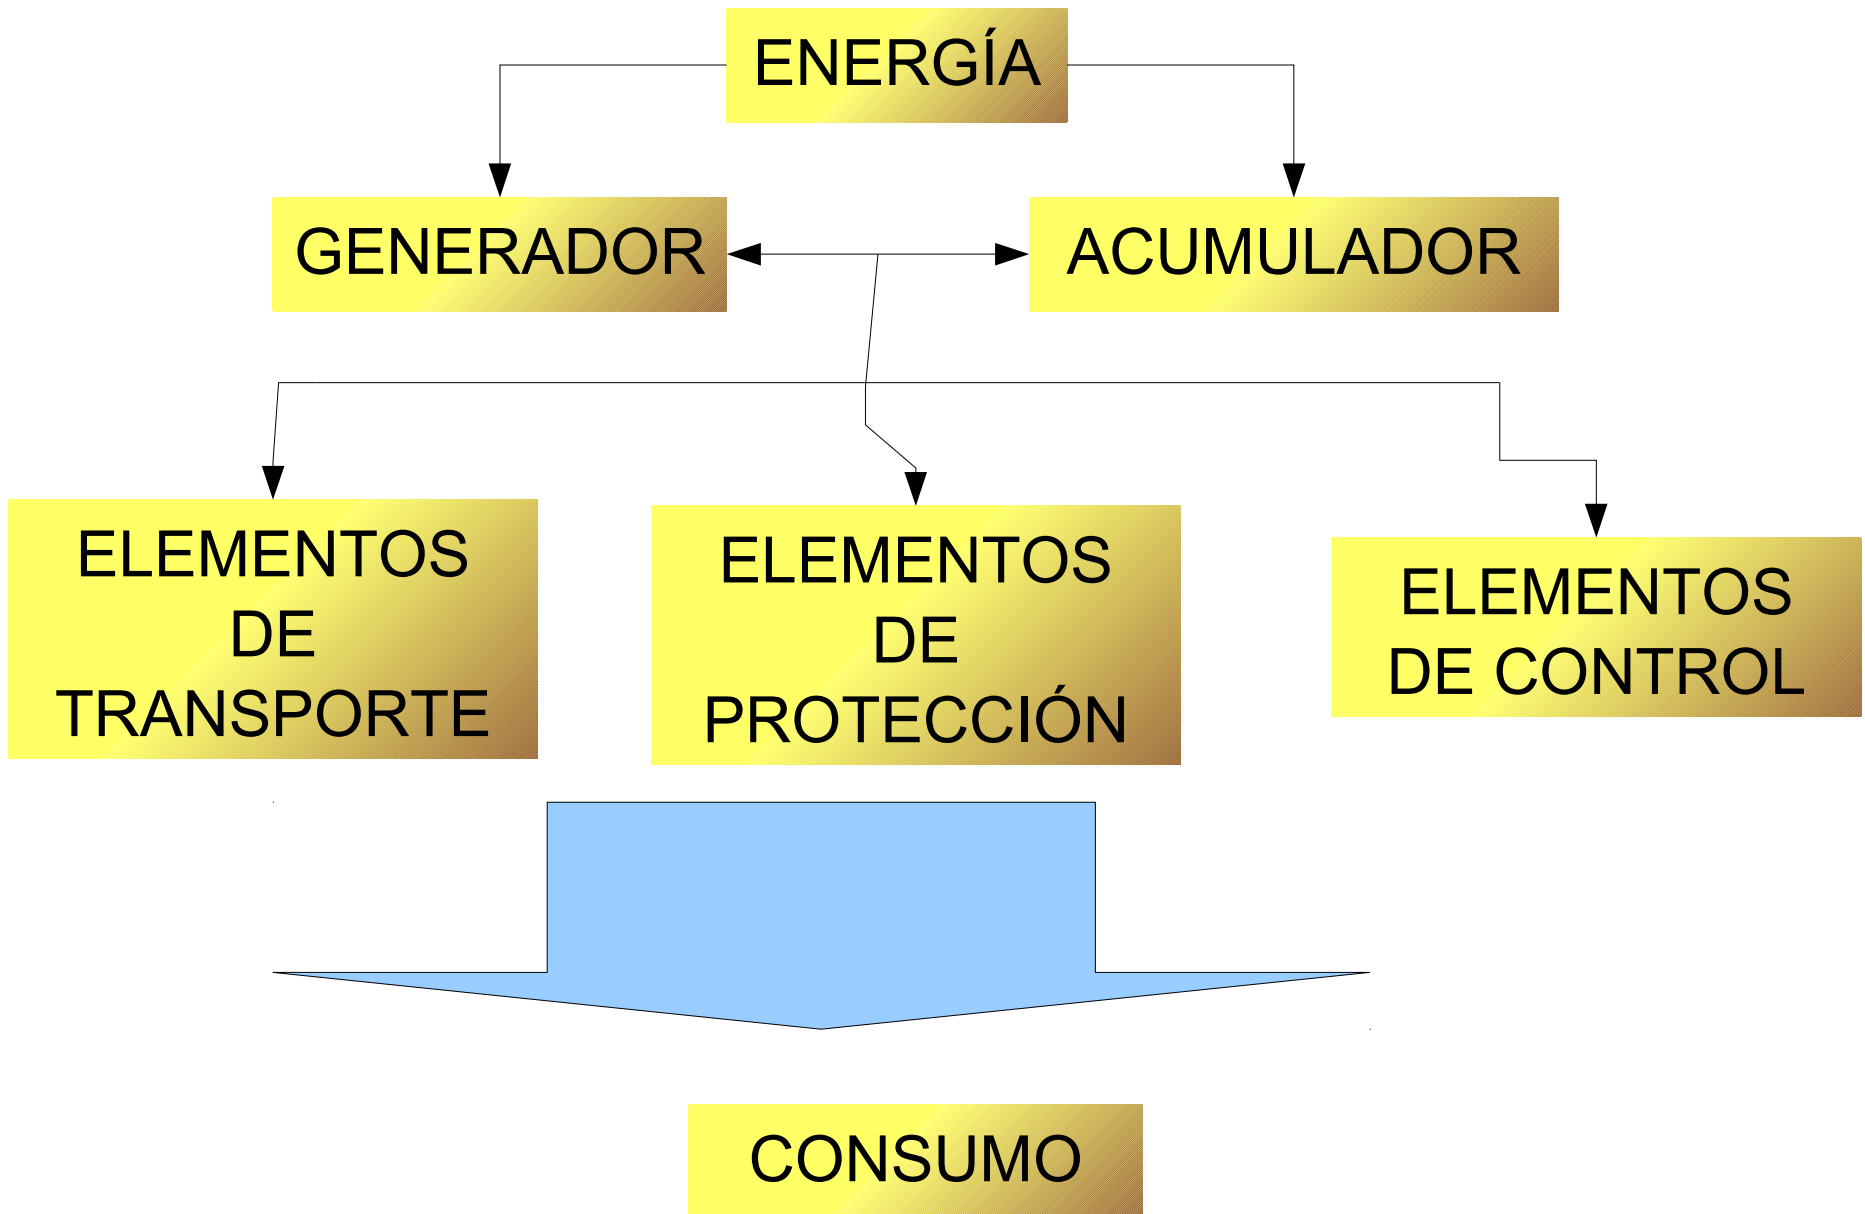 ENERGÍA
GENERADOR
ACUMULADOR
ELEMENTOS
DE
TRANSPORTE
ELEMENTOS
DE
PROTECCIÓN
ELEMENTOS
DE CONTROL
CONSUMO